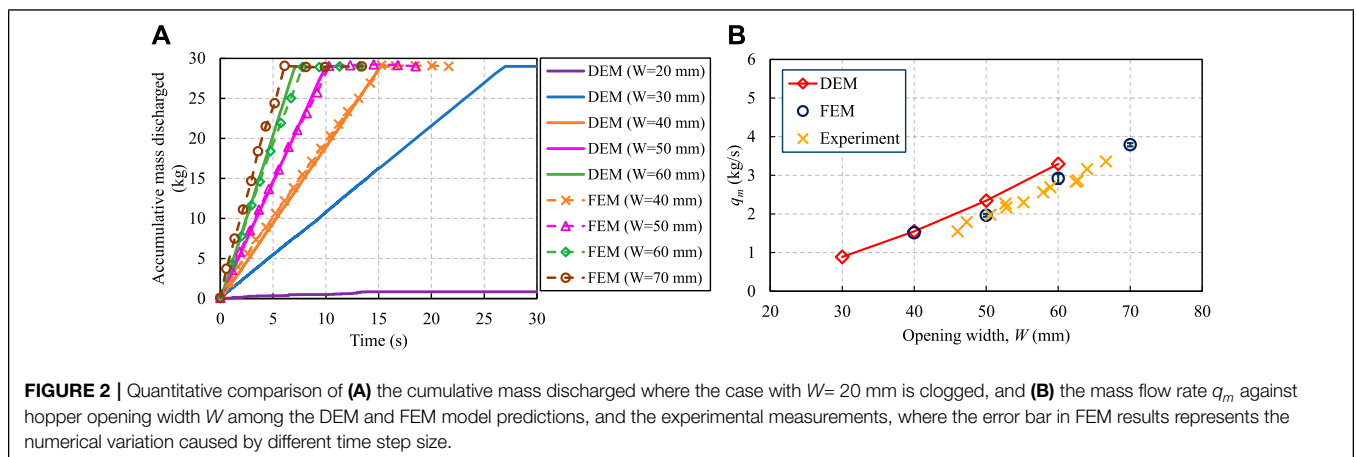 A
Accumulative mass discharged
(kg)
30
25
20
15
10
5
0
0 5 10 15 20 25 30
Time (s)
DEM (W=20 mm)
DEM (W=30 mm)
DEM (W=40 mm)
DEM (W=50 mm)
DEM (W=60 mm)
FEM (W=40 mm)
FEM (W=50 mm)
FEM (W=60 mm)
FEM (W=70 mm)
B
qm (kg/s)
6
5
4
3
2
1
0
20 30 40 50 60 70 80
Opening width, W (mm)
DEM
FEM
Experiment
FIGURE 2 | Quantitative comparison of (A) the cumulative mass discharged where the case with W= 20 mm is clogged, and (B) the mass flow rate qm against
hopper opening width W among the DEM and FEM model predictions, and the experimental measurements, where the error bar in FEM results represents the
numerical variation caused by different time step size.